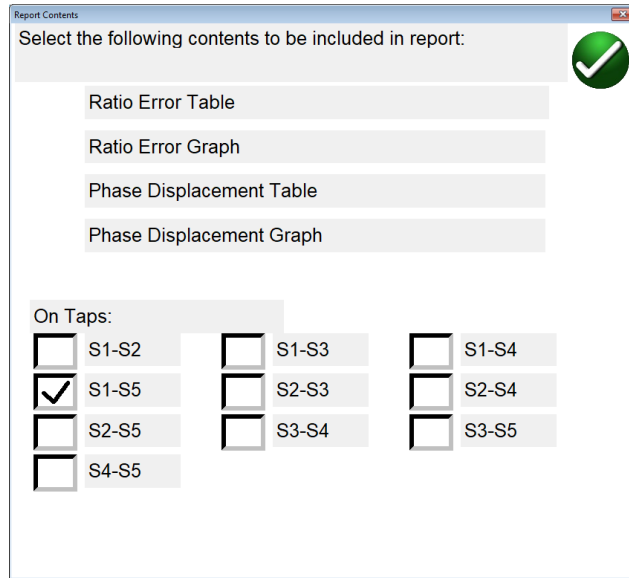 Report Contents
Select the following contents to be included in report:
Ratio Error Table
Ratio Error Graph
Phase Displacement Table
Phase Displacement Graph
On Taps:
S1-S2 S1-S3 S1-S4
S1-S5 S2-S3 S2-S4
S2-S5 S3-S4 S3-S5
S4-S5